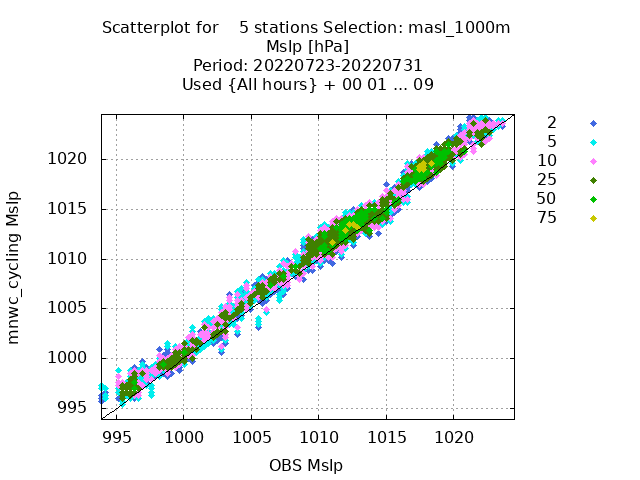 Scatterplot for 5 stations Selection: masl_1000m
Mslp [hPa]
Period: 20220723-20220731
Used {All hours} + 00 01 ... 09
2
5
10
25
50
75
mnwc_cycling Mslp
1020
1015
1010
1005
1000
995
995 1000 1005 1010 1015 1020
OBS Mslp